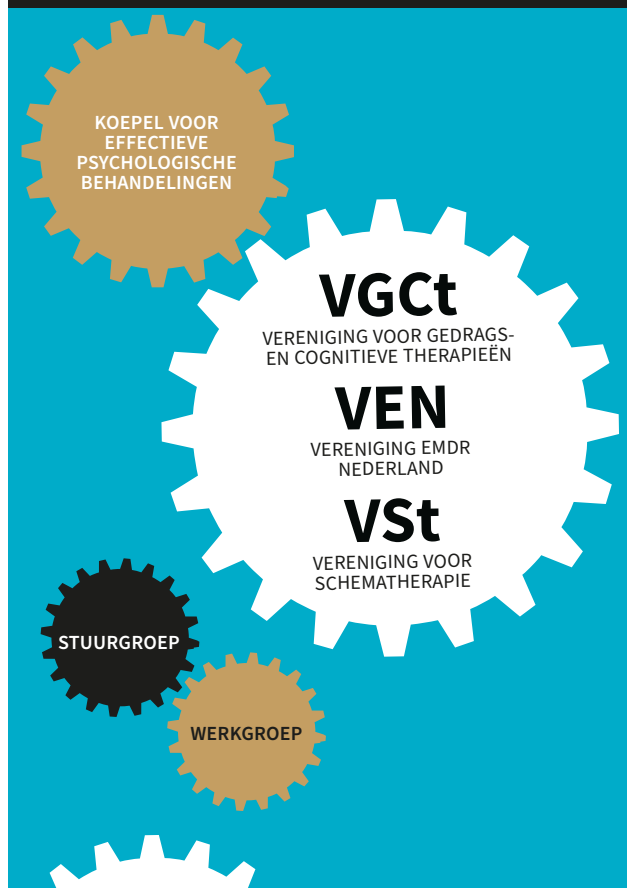 KOEPEL VOOR
EFFECTIEVE
PSYCHOLOGISCHE
BEHANDELINGEN
VGCt
VERENIGING VOOR GEDRAGS-
EN COGNITIEVE THERAPIEËN
VEN
VERENIGING EMDR
NEDERLAND
VSt
VERENIGING VOOR
SCHEMATHERAPIE
STUURGROEP
WERKGROEP